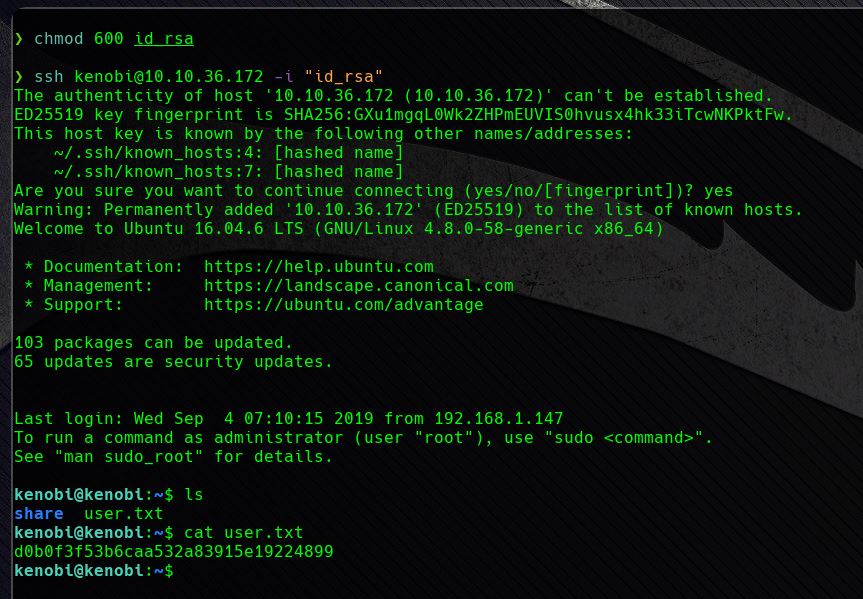 ❯ chmod 600 id_rsa
❯ ssh kenobi@10.10.36.172 -i "id_rsa"
The authenticity of host '10.10.36.172 (10.10.36.172)' can't be established.
ED25519 key fingerprint is SHA256:GXu1mgqL0Wk2ZHPmEUVIS0hvusx4hk33iTcwNKPktFw.
This host key is known by the following other names/addresses:
    ~/.ssh/known_hosts:4: [hashed name]
    ~/.ssh/known_hosts:7: [hashed name]
Are you sure you want to continue connecting (yes/no/[fingerprint])? yes
Warning: Permanently added '10.10.36.172' (ED25519) to the list of known hosts.
Welcome to Ubuntu 16.04.6 LTS (GNU/Linux 4.8.0-58-generic x86_64)
 * Documentation:  https://help.ubuntu.com
 * Management:     https://landscape.canonical.com
 * Support:        https://ubuntu.com/advantage
103 packages can be updated.
65 updates are security updates.
Last login: Wed Sep  4 07:10:15 2019 from 192.168.1.147
To run a command as administrator (user "root"), use "sudo <command>".
See "man sudo_root" for details.
kenobi@kenobi:~$ ls
share  user.txt
kenobi@kenobi:~$ cat user.txt
d0b0f3f53b6caa532a83915e19224899
kenobi@kenobi:~$